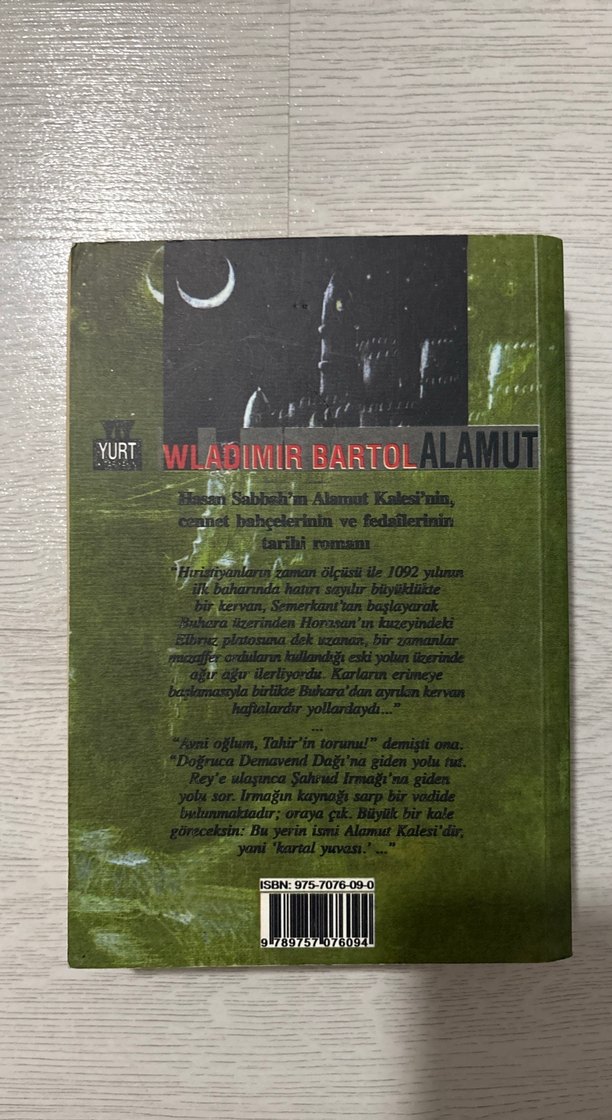 YURT
WLADIMIR BARTOL ALAMUT
Hasan Sabbah'ın Alamut Kalesi'nin,
cennet bahçelerinin ve fedailerinin
tarihi romanı
"Hıristiyanların zaman ölçüsü ile 1092 yılının
ilk baharında hatırı sayılır büyüklükte
bir kervan, Semerkant'tan başlayarak
Buhara üzerinden Horasan'ın kuzeyindeki
Elbruz platosuna dek uzanan, bir zamanlar
muzaffer orduların kullandığı eski yolun üzerinde
ağır ağır ilerliyordu. Karların erimeye
başlamasıyla birlikte Buhara'dan ayrılan kervan
haftalardır yollardaydı..."
...
"Avni oğlum, Tahir'in torunu!" demişti ona.
"Doğruca Demavend Dağı'na giden yolu tut.
Rey'e ulaşınca Şahrud Irmağı'na giden
yolu sor. Irmağın kaynağı sarp bir vadide
bulunmaktadır; oraya çık. Büyük bir kale
göreceksin: Bu yerin ismi Alamut Kalesi'dir,
yani 'kartal yuvası.' ..."
ISBN: 975-7076-09-0
9 789757 076094